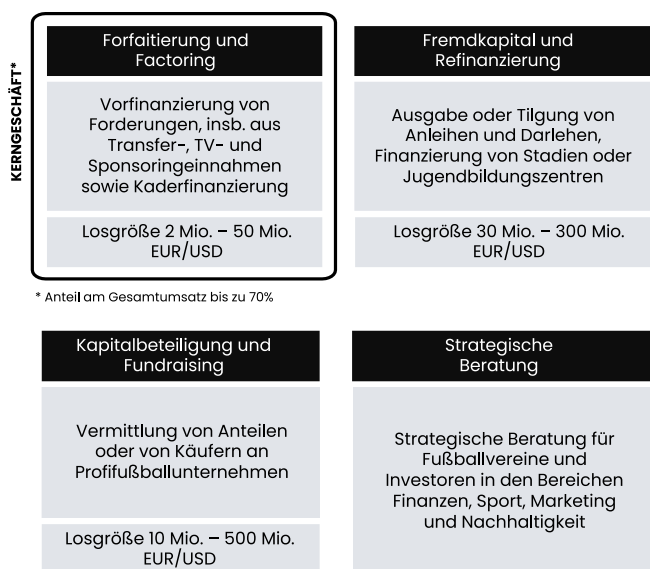 KERNGESCHÄFT*
Forfaitierung und
Factoring
Vorfinanzierung von
Forderungen, insb. aus
Transfer-, TV- und
Sponsoringeinnahmen
sowie Kaderfinanzierung
Losgröße 2 Mio. – 50 Mio.
EUR/USD
* Anteil am Gesamtumsatz bis zu 70%
Fremdkapital und
Refinanzierung
Ausgabe oder Tilgung von
Anleihen und Darlehen,
Finanzierung von Stadien oder
Jugendbildungszentren
Losgröße 30 Mio. – 300 Mio.
EUR/USD
Kapitalbeteiligung und
Fundraising
Vermittlung von Anteilen
oder von Käufern an
Profifußballunternehmen
Losgröße 10 Mio. – 500 Mio.
EUR/USD
Strategische
Beratung
Strategische Beratung für
Fußballvereine und
Investoren in den Bereichen
Finanzen, Sport, Marketing
und Nachhaltigkeit